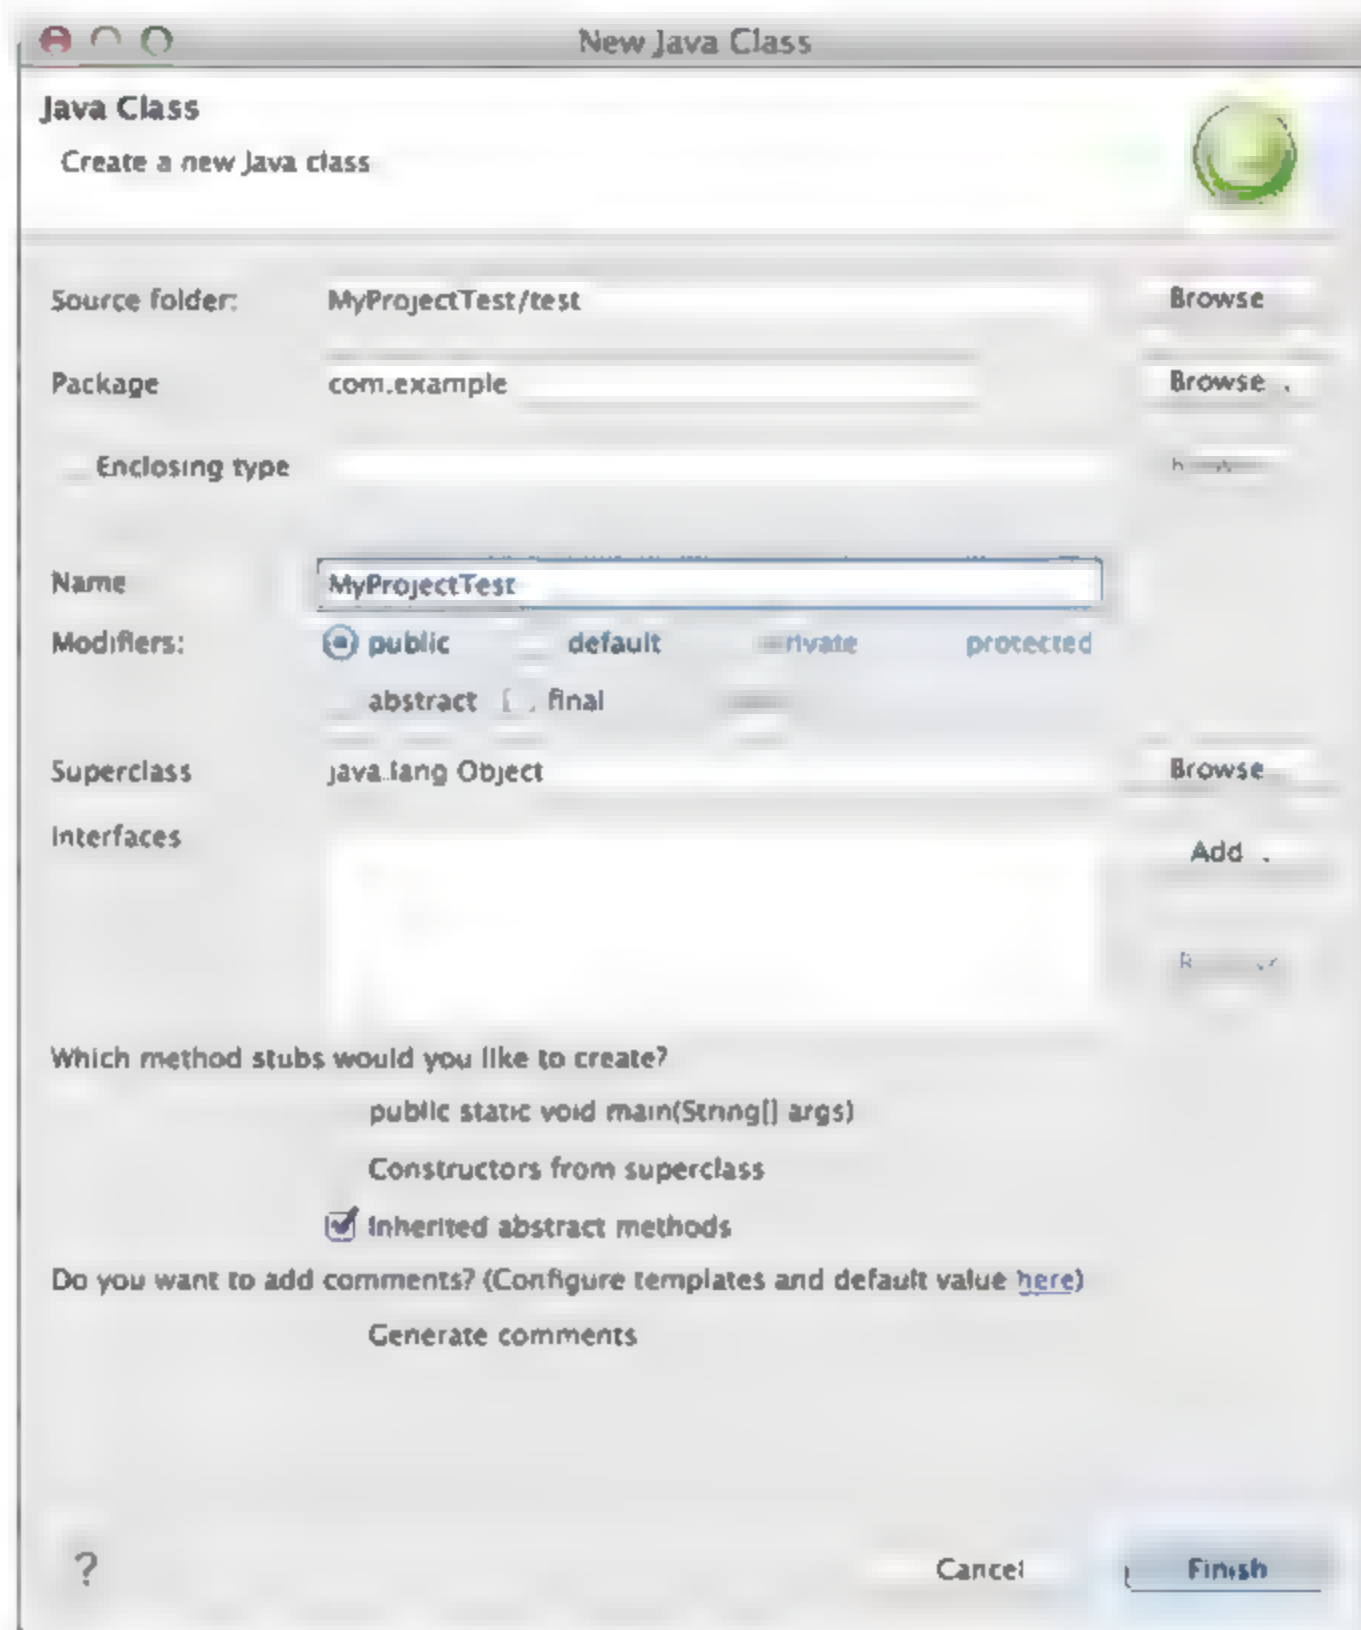 New Java Class
Java Class
Create a new Java class
Source folder: MyProjectTest/test Browse
Package com.example Browse .
Enclosing type
Name MyProjectTest
Modifiers: public default protected
abstract final
Superclass java.lang Object Browse
Interfaces
Add .
Which method stubs would you like to create?
public static void main(String[] args)
Constructors from superclass
Inherited abstract methods
Do you want to add comments? (Configure templates and default value here)
Generate comments
? Cancel Finish